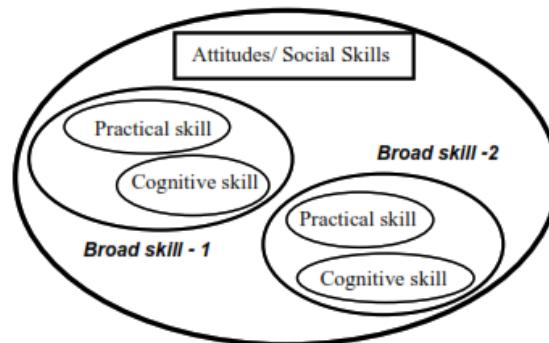 Attitudes/ Social Skills
Practical skill
Cognitive skill
Broad skill - 1
Broad skill -2
Practical skill
Cognitive skill